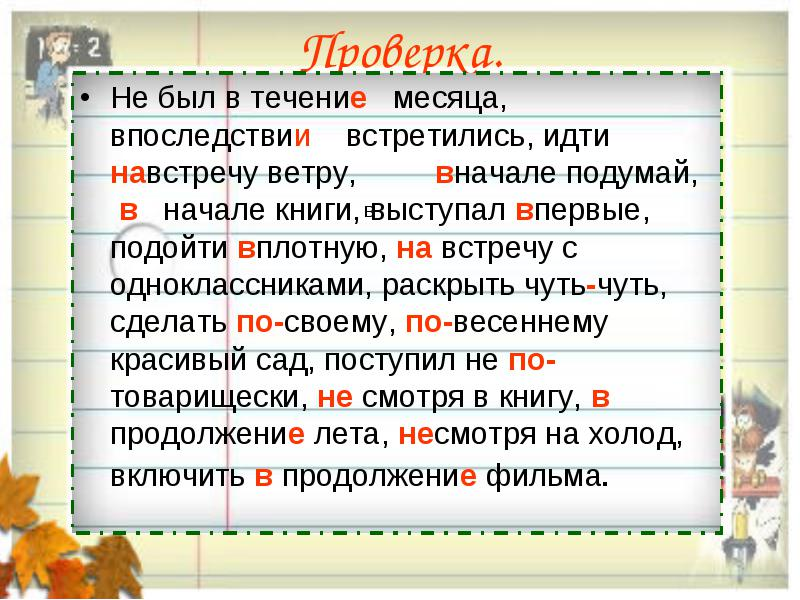 1 = 2
Проверка.
• Не был в течение месяца,
впоследствии встретились, идти
навстречу ветру, вначале подумай,
в начале книги, выступал впервые,
подойти вплотную, на встречу с
одноклассниками, раскрыть чуть-чуть,
сделать по-своему, по-весеннему
красивый сад, поступил не по-
товарищески, не смотря в книгу, в
продолжение лета, несмотря на холод,
включить в продолжение фильма.